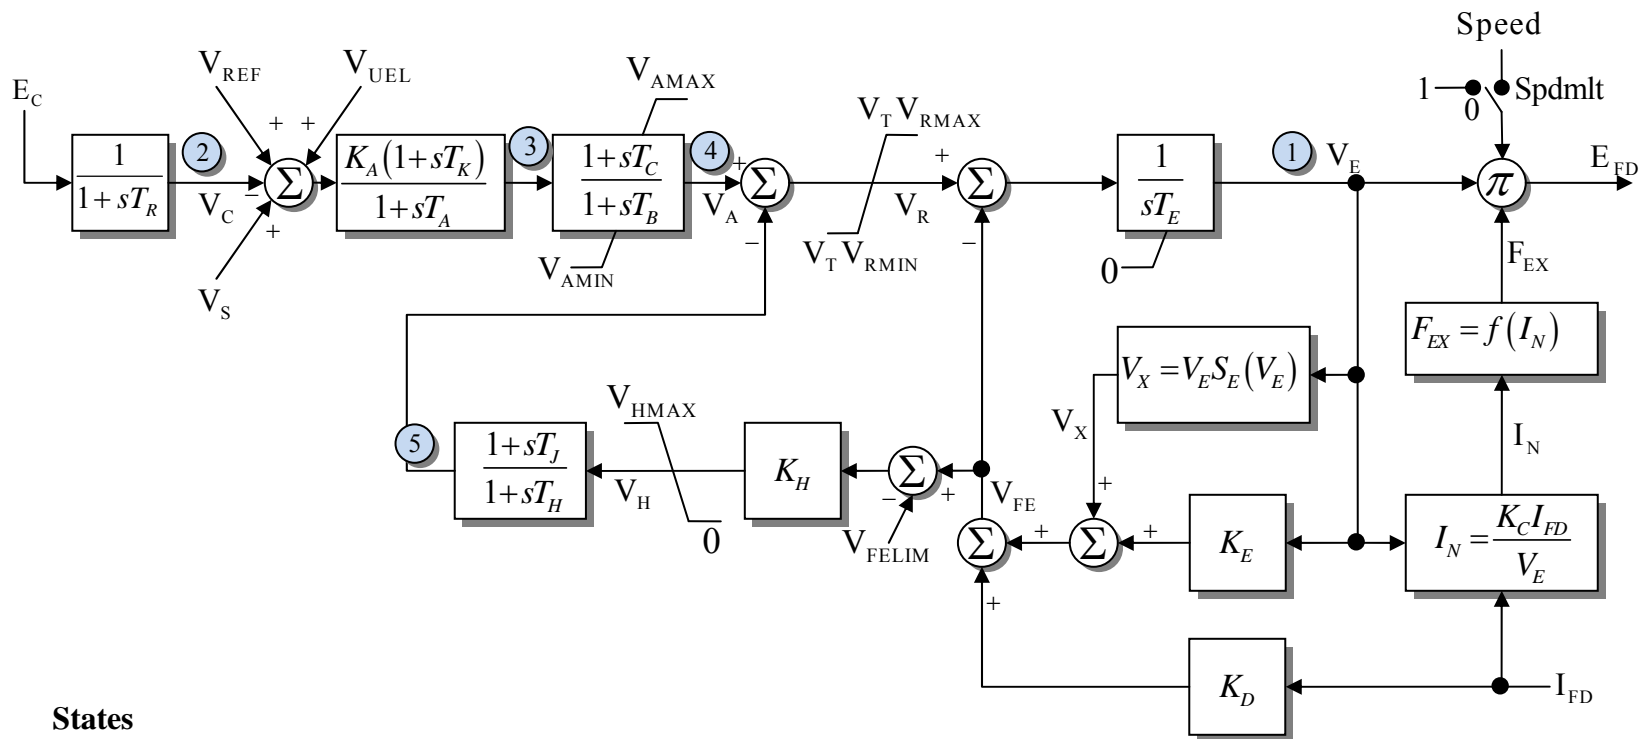 Speed
V_REF
V_UEL
E_C
V_AMAX
V_T V_RMAX
1
0
Spdmlt
+ +
2
3
4
1
V_E
E_FD
1/(1+sT_R)
Σ
K_A(1+sT_K)/(1+sT_A)
(1+sT_C)/(1+sT_B)
+
Σ
+
Σ
1/(sT_E)
π
V_C
−
+
V_A
−
V_R
−
V_AMIN
V_T V_RMIN
0
F_EX
V_S
F_EX = f(I_N)
V_X = V_E S_E(V_E)
V_HMAX
V_X
I_N
5
(1+sT_J)/(1+sT_H)
V_H
K_H
Σ
− +
V_FE
+
0
V_FELIM
Σ
+
Σ
+
K_E
I_N = K_C I_FD/V_E
+
K_D
I_FD
States